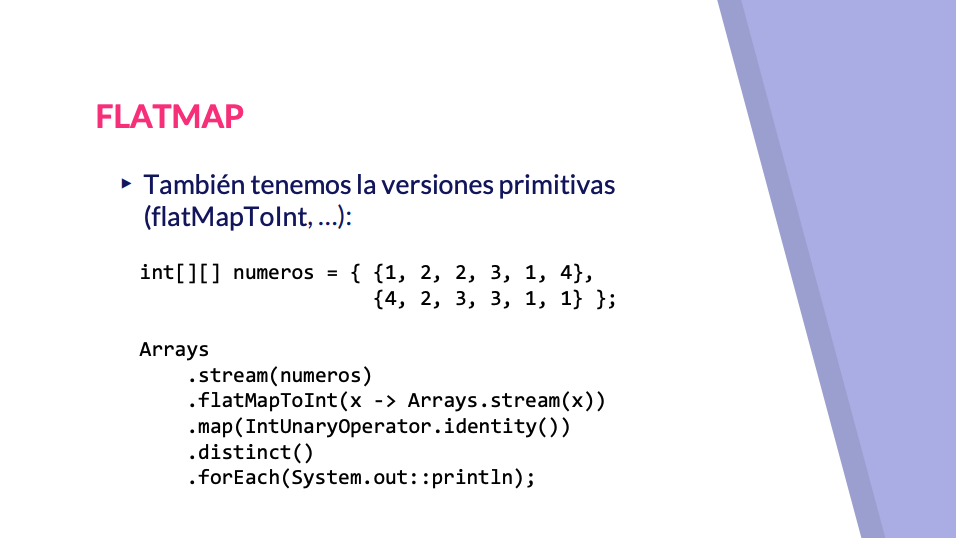 FLATMAP
▸ También tenemos la versiones primitivas
(flatMapToInt, …):
int[][] numeros = { {1, 2, 2, 3, 1, 4},
                    {4, 2, 3, 3, 1, 1} };
Arrays
    .stream(numeros)
    .flatMapToInt(x -> Arrays.stream(x))
    .map(IntUnaryOperator.identity())
    .distinct()
    .forEach(System.out::println);